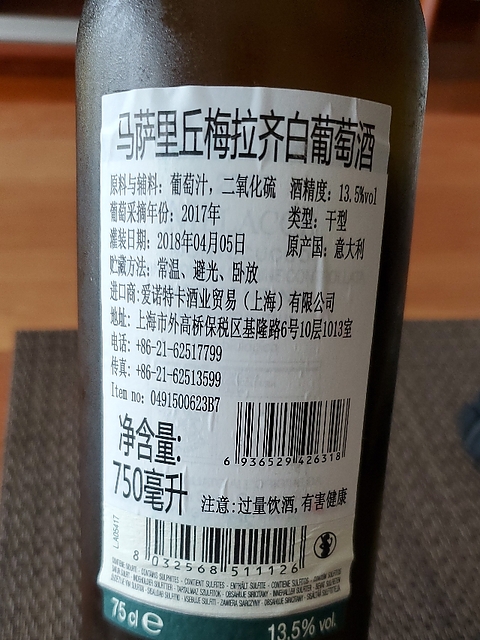 马萨里丘梅拉齐白葡萄酒
原料与辅料: 葡萄汁, 二氧化硫 酒精度: 13.5%vol
葡萄采摘年份: 2017年 类型: 干型
灌装日期: 2018年04月05日 原产国: 意大利
贮藏方法: 常温、避光、卧放
进口商: 爱诺特卡酒业贸易（上海）有限公司
地址: 上海市外高桥保税区基隆路6号10层1013室
电话: +86-21-62517799
传真: +86-21-62513599
Item no: 0491500623B7
净含量:
750毫升
6 936529 426318
注意: 过量饮酒, 有害健康
8 032568 511126
75 cl e
13.5% vol.